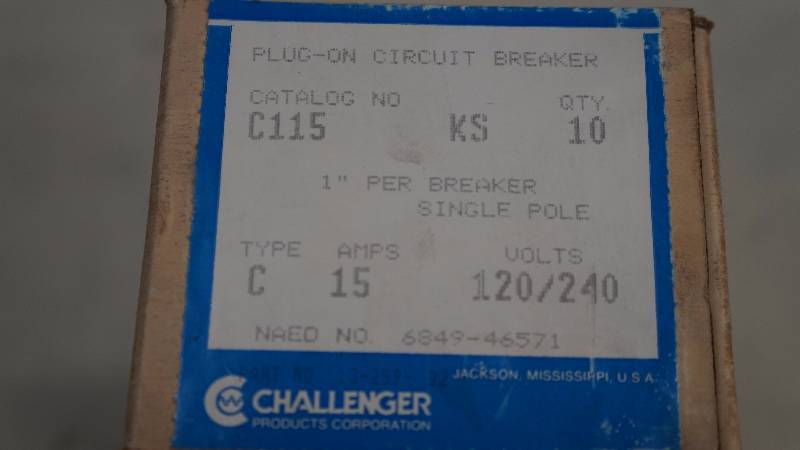 PLUG-ON CIRCUIT BREAKER
CATALOG NO QTY.
C115 KS 10
1" PER BREAKER
SINGLE POLE
TYPE AMPS VOLTS
C 15 120/240
NAED NO. 6849-46571
JACKSON, MISSISSIPPI, U.S.A.
CHALLENGER
PRODUCTS CORPORATION